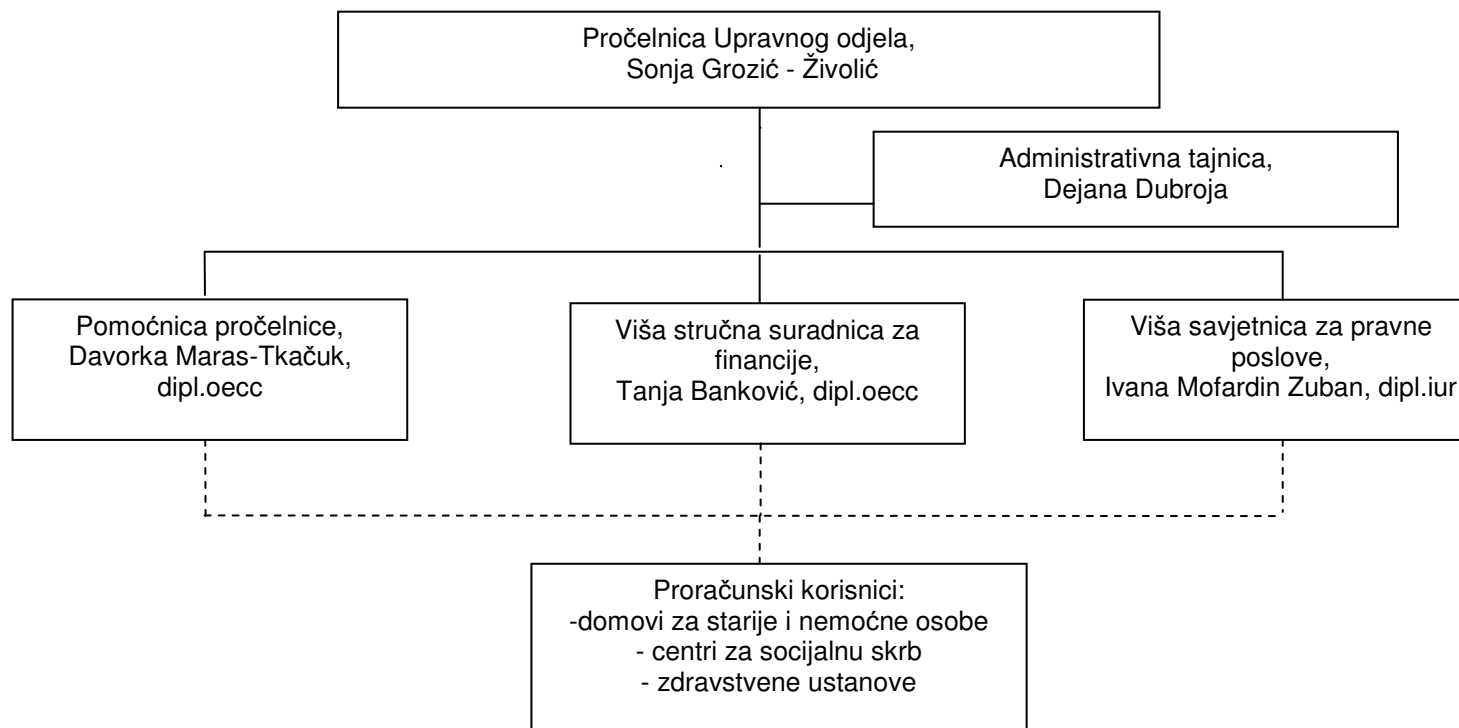 Pročelnica Upravnog odjela,
Sonja Grozić - Živolić
Administrativna tajnica,
Dejana Dubroja
Pomoćnica pročelnice,
Davorka Maras-Tkačuk,
dipl.oecc
Viša stručna suradnica za
financije,
Tanja Banković, dipl.oecc
Viša savjetnica za pravne
poslove,
Ivana Mofardin Zuban, dipl.iur
Proračunski korisnici:
-domovi za starije i nemoćne osobe
- centri za socijalnu skrb
- zdravstvene ustanove